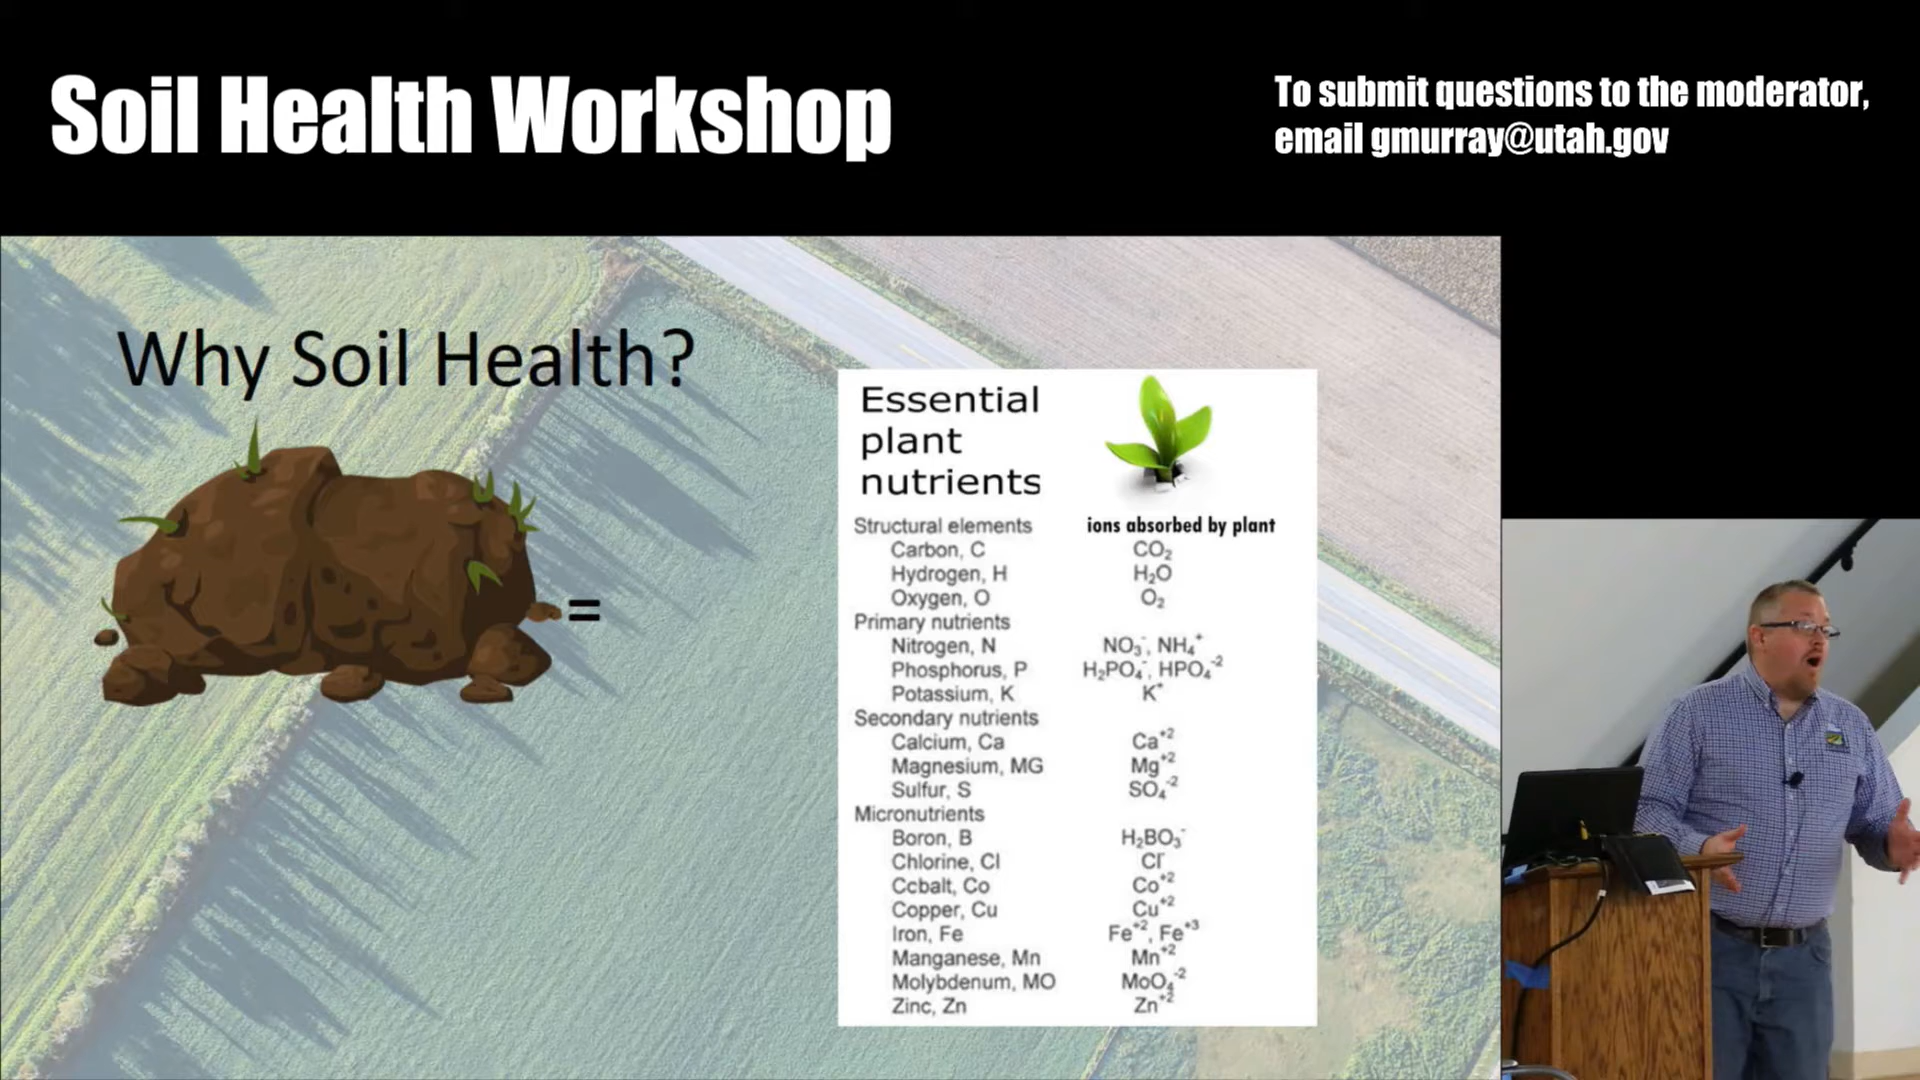 Soil Health Workshop
To submit questions to the moderator,
email gmurray@utah.gov
Why Soil Health?
=
Essential
plant
nutrients
Structural elements ions absorbed by plant
Carbon, C CO₂
Hydrogen, H H₂O
Oxygen, O O₂
Primary nutrients
Nitrogen, N NO₃⁻, NH₄⁺
Phosphorus, P H₂PO₄⁻, HPO₄⁻²
Potassium, K K⁺
Secondary nutrients
Calcium, Ca Ca⁺²
Magnesium, MG Mg⁺²
Sulfur, S SO₄⁻²
Micronutrients
Boron, B H₂BO₃⁻
Chlorine, Cl Cl⁻
Ccbalt, Co Co⁺²
Copper, Cu Cu⁺²
Iron, Fe Fe⁺², Fe⁺³
Manganese, Mn Mn⁺²
Molybdenum, MO MoO₄⁻²
Zinc, Zn Zn⁺²